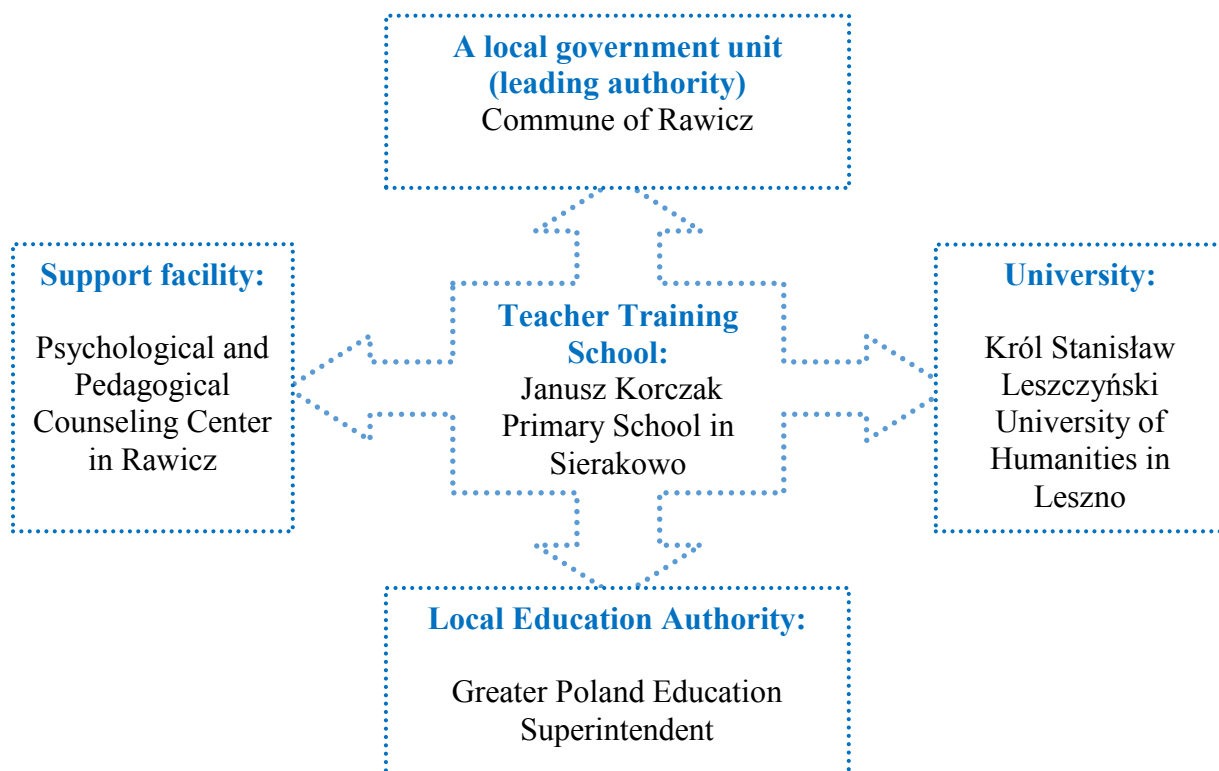 A local government unit
(leading authority)
Commune of Rawicz
Support facility:
Psychological and
Pedagogical
Counseling Center
in Rawicz
Teacher Training
School:
Janusz Korczak
Primary School in
Sierakowo
University:
Król Stanisław
Leszczyński
University of
Humanities in
Leszno
Local Education Authority:
Greater Poland Education
Superintendent